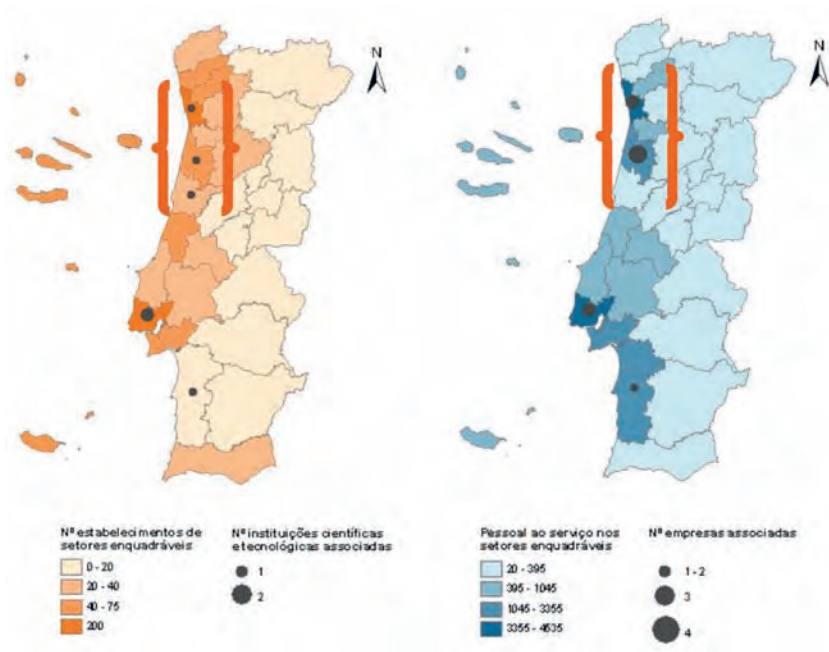 N
N
Nº estabelecimentos de
setores enquadráveis
0 - 20
20 - 40
40 - 75
200
Nº instituições científicas
e tecnológicas associadas
1
2
Pessoal ao serviço nos
setores enquadráveis
20 - 395
395 - 1045
1045 - 3355
3355 - 4535
Nº empresas associadas
1 - 2
3
4